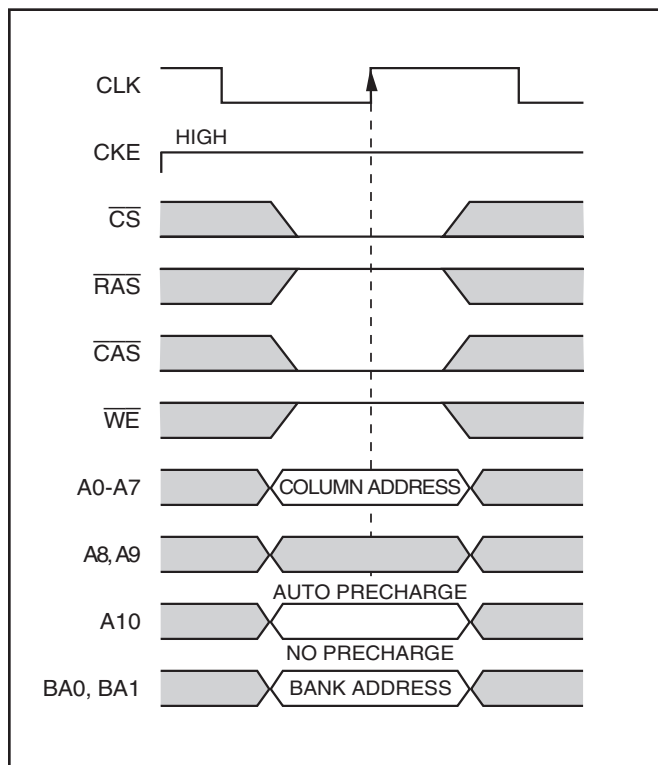 CLK
HIGH
CKE
CS
RAS
CAS
WE
A0-A7 COLUMN ADDRESS
A8, A9
AUTO PRECHARGE
A10
NO PRECHARGE
BA0, BA1 BANK ADDRESS